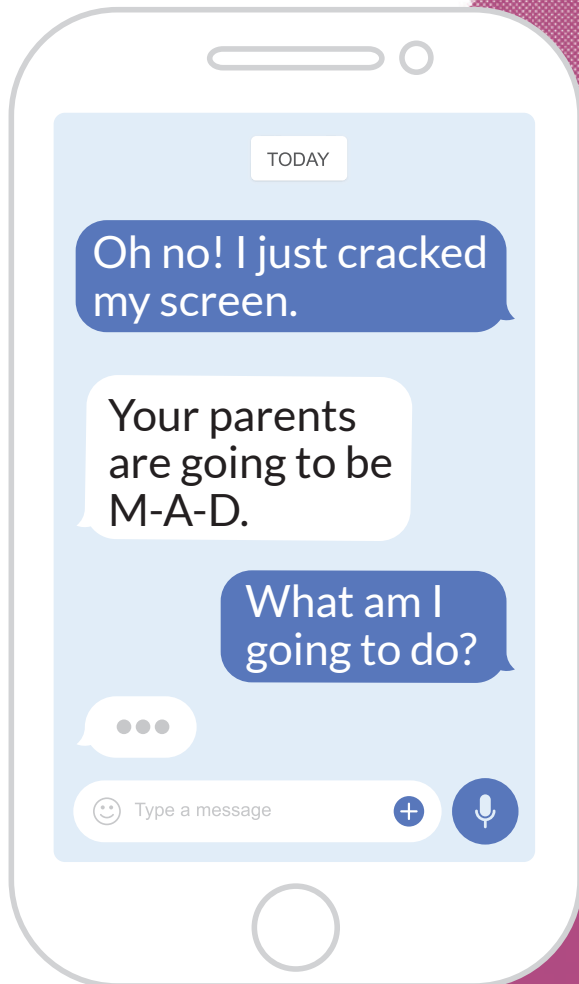 TODAY
Oh no! I just cracked
my screen.
Your parents
are going to be
M-A-D.
What am I
going to do?
Type a message